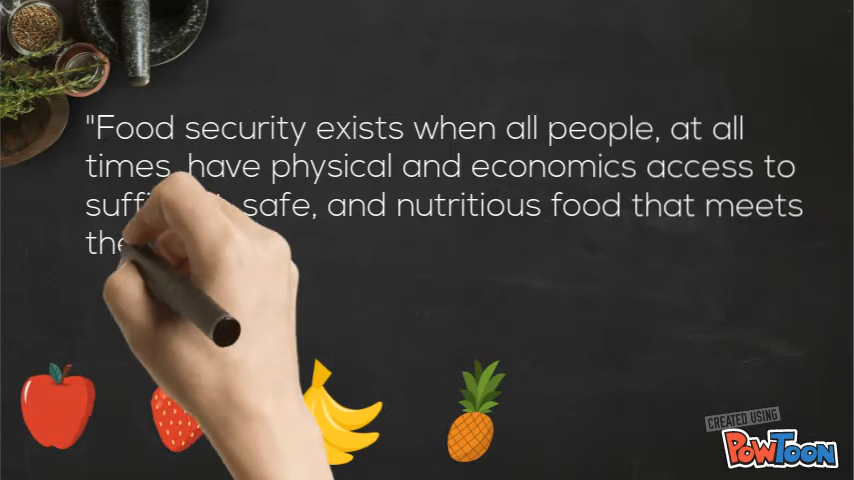 "Food security exists when all people, at all
times, have physical and economics access to
safe, and nutritious food that meets
CREATED USING
POWTOON